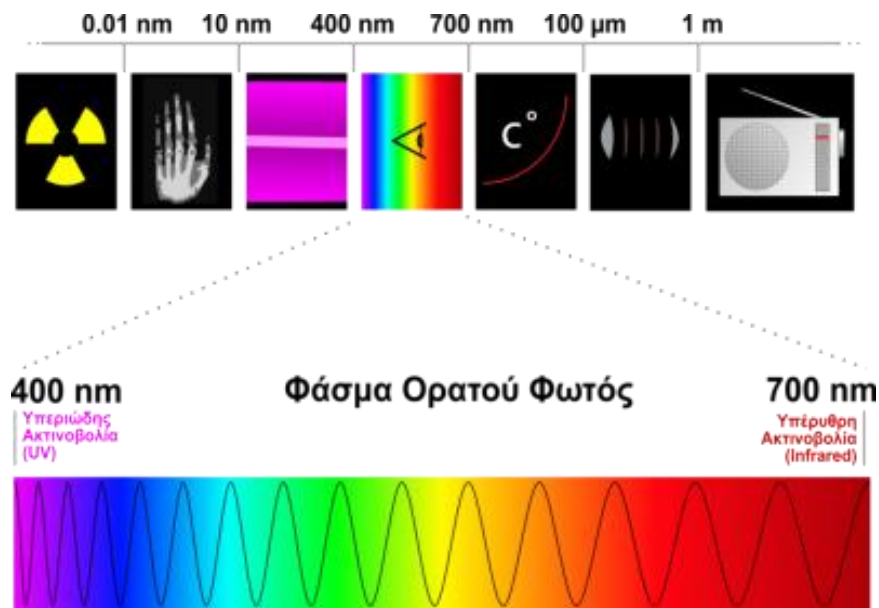 0.01 nm 10 nm 400 nm 700 nm 100 µm 1 m
C°
400 nm Φάσμα Ορατού Φωτός 700 nm
Υπεριώδης
Ακτινοβολία
(UV)
Υπέρυθρη
Ακτινοβολία
(Infrared)